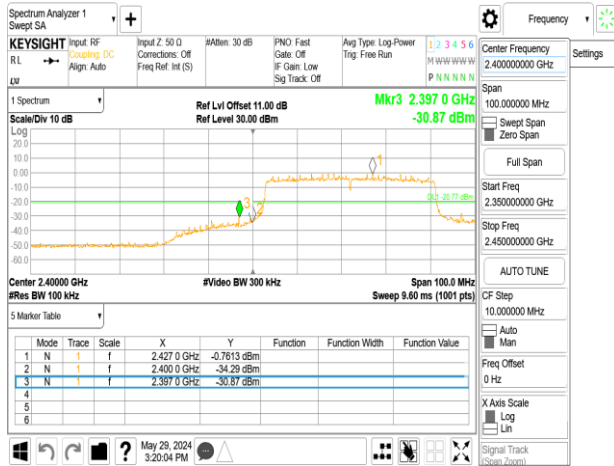 Spectrum Analyzer 1
Swept SA
Frequency
Settings
KEYSIGHT
RL
LXI
Input: RF
Coupling: DC
Align: Auto
Input Z: 50 Ω
Corrections: Off
Freq Ref: Int (S)
#Atten: 30 dB
PNO: Fast
Gate: Off
IF Gain: Low
Sig Track: Off
Avg Type: Log-Power
Trig: Free Run
1 2 3 4 5 6
M W W W W W
P N N N N N
1 Spectrum
Scale/Div 10 dB
Ref Lvl Offset 11.00 dB
Ref Level 30.00 dBm
Mkr3 2.397 0 GHz
-30.87 dBm
Log
20.0
10.0
0.00
-10.0
-20.0
-30.0
-40.0
-50.0
-60.0
1
2
3
DL1 -20.77 dBm
Center 2.40000 GHz
#Video BW 300 kHz
Span 100.0 MHz
#Res BW 100 kHz
Sweep 9.60 ms (1001 pts)
5 Marker Table
Mode Trace Scale X Y Function Function Width Function Value
1 N 1 f 2.427 0 GHz -0.7613 dBm
2 N 1 f 2.400 0 GHz -34.29 dBm
3 N 1 f 2.397 0 GHz -30.87 dBm
4
5
6
May 29, 2024
3:20:04 PM
Center Frequency
2.400000000 GHz
Span
100.000000 MHz
Swept Span
Zero Span
Full Span
Start Freq
2.350000000 GHz
Stop Freq
2.450000000 GHz
AUTO TUNE
CF Step
10.000000 MHz
Auto
Man
Freq Offset
0 Hz
X Axis Scale
Log
Lin
Signal Track
(Span Zoom)